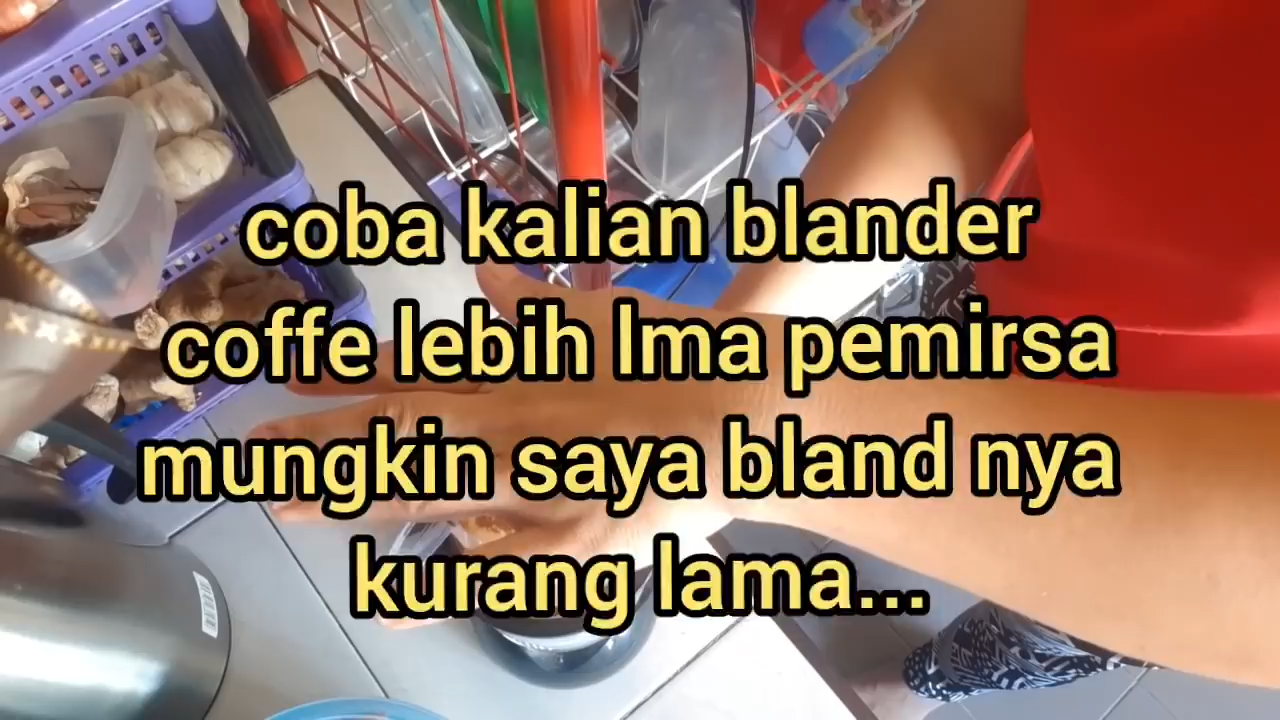 coba kalian blander
coffe lebih lma pemirsa
mungkin saya bland nya
kurang lama...